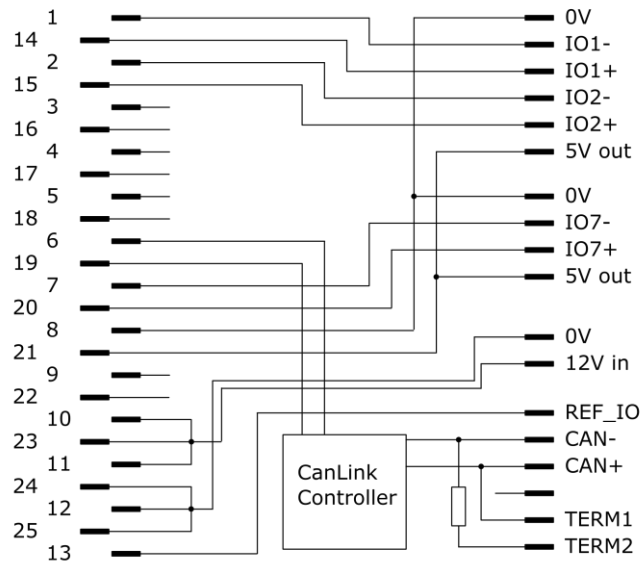 1
14
2
15
3
16
4
17
5
18
6
19
7
20
8
21
9
22
10
23
11
24
12
25
13
0V
IO1-
IO1+
IO2-
IO2+
5V out
0V
IO7-
IO7+
5V out
0V
12V in
REF_IO
CAN-
CAN+
TERM1
TERM2
CanLink
Controller